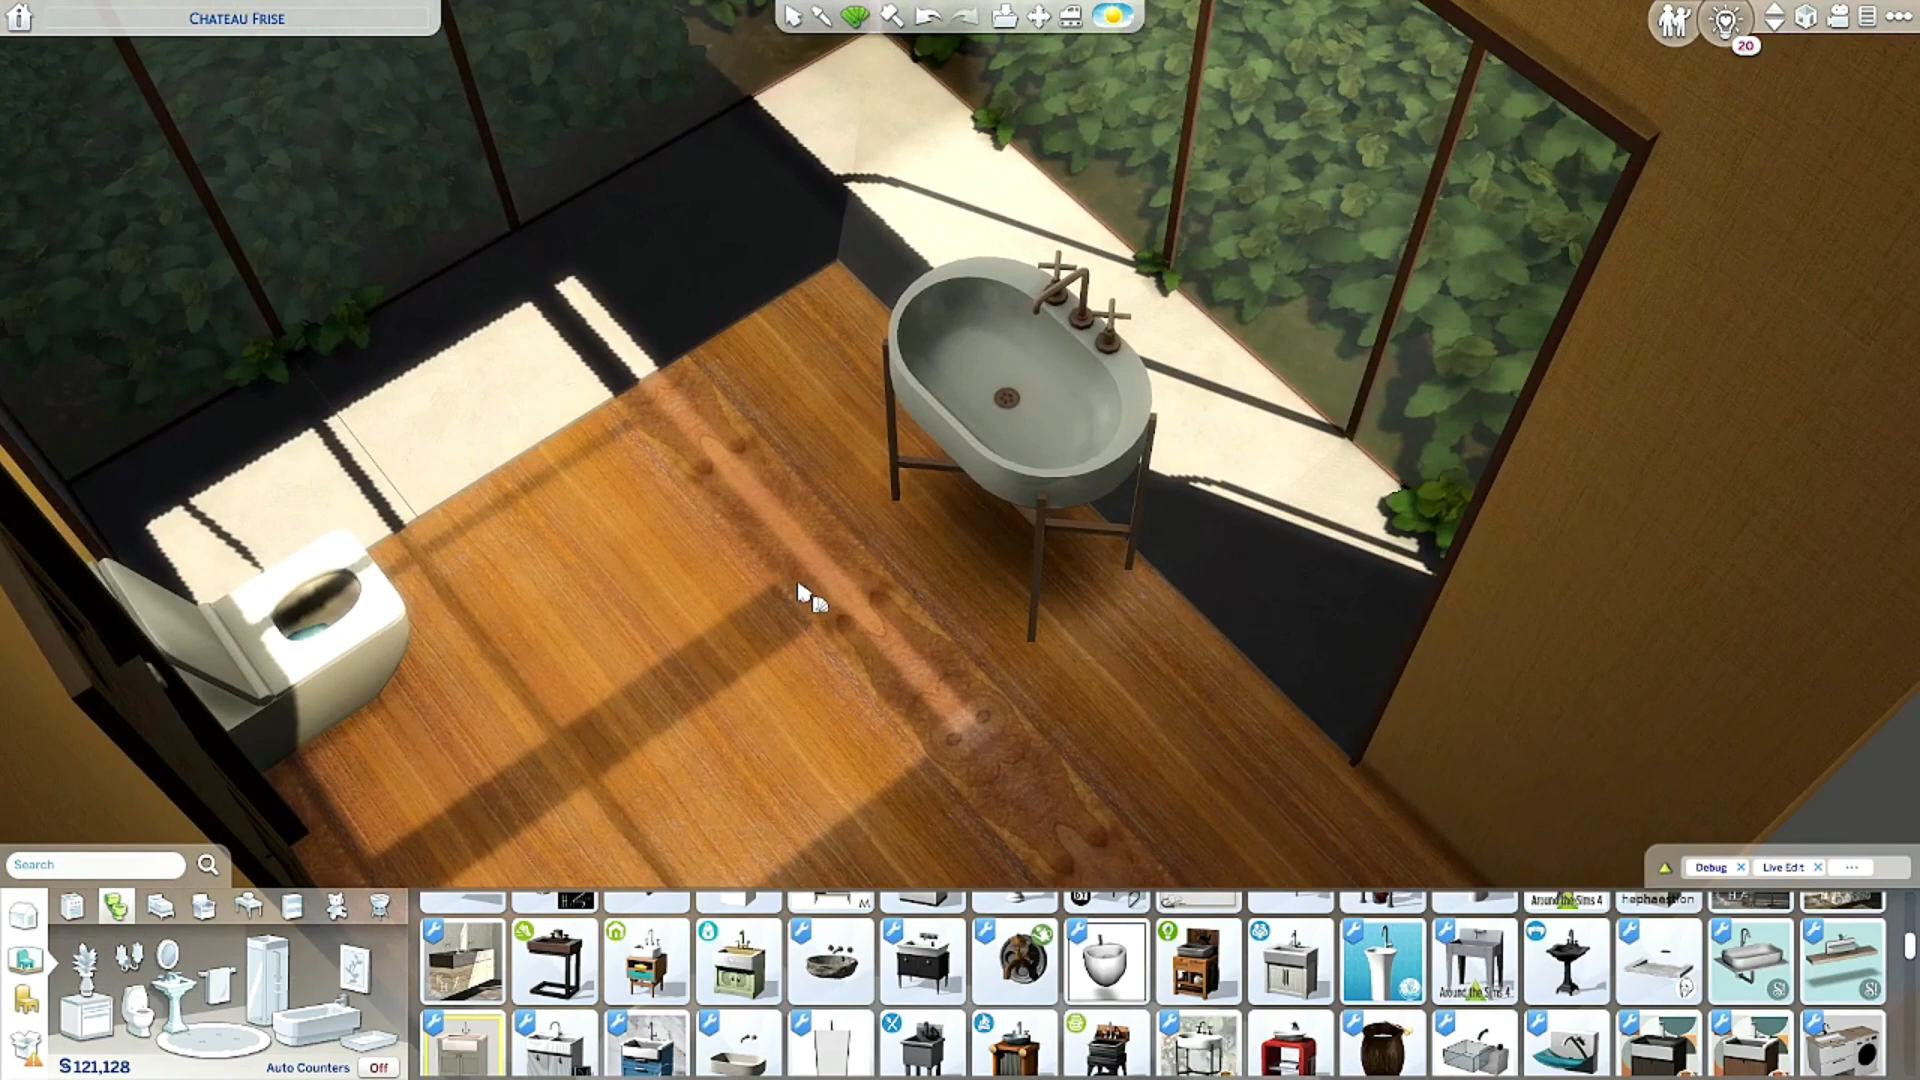 CHATEAU FRISE
20
Search
Debug
Live Edit
Around the Sims 4
hephaestion
Around the Sims 4
§121,128
Auto Counters
Off